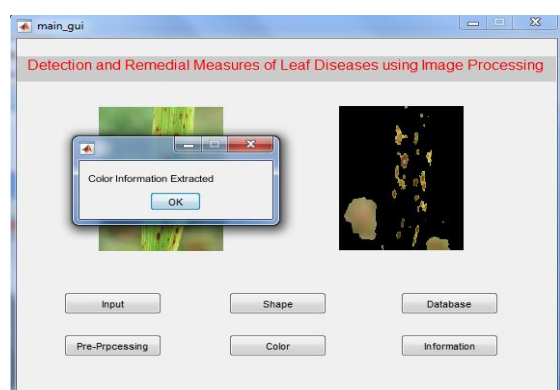 main_gui
Detection and Remedial Measures of Leaf Diseases using Image Processing
Color Information Extracted
OK
Input
Shape
Database
Pre-Prpcessing
Color
Information